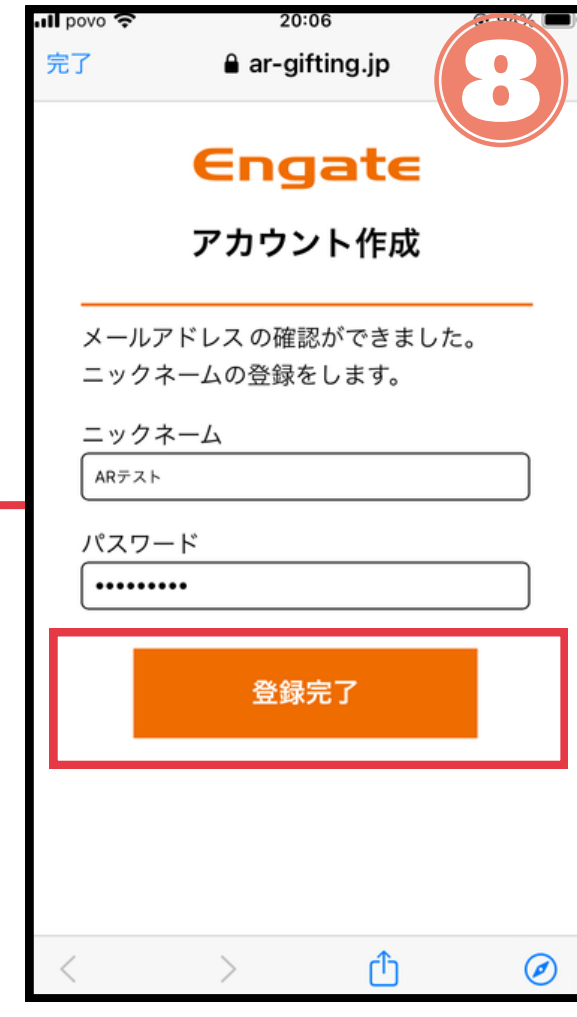 povo 20:06
8
完了 ar-gifting.jp
Engate
アカウント作成
メールアドレスの確認ができました。
ニックネームの登録をします。
ニックネーム
ARテスト
パスワード
•••••••••
登録完了